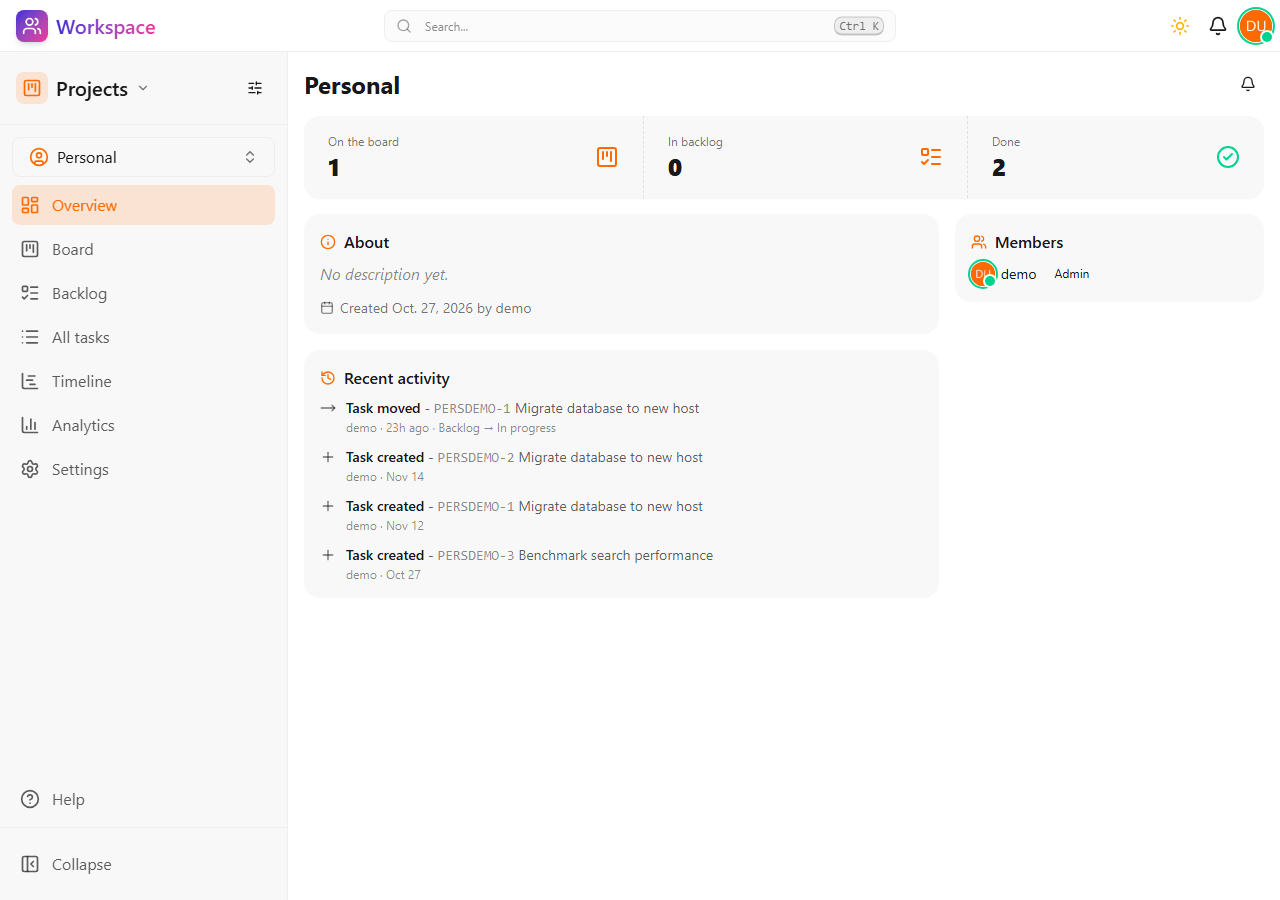 Workspace
Search...
Ctrl K
DU
Projects
Personal
Overview
Board
Backlog
All tasks
Timeline
Analytics
Settings
Help
Collapse
Personal
On the board
1
In backlog
0
Done
2
About
No description yet.
Created Oct. 27, 2026 by demo
Members
DU demo Admin
Recent activity
Task moved - PERSDEMO-1 Migrate database to new host
demo · 23h ago · Backlog → In progress
Task created - PERSDEMO-2 Migrate database to new host
demo · Nov 14
Task created - PERSDEMO-1 Migrate database to new host
demo · Nov 12
Task created - PERSDEMO-3 Benchmark search performance
demo · Oct 27